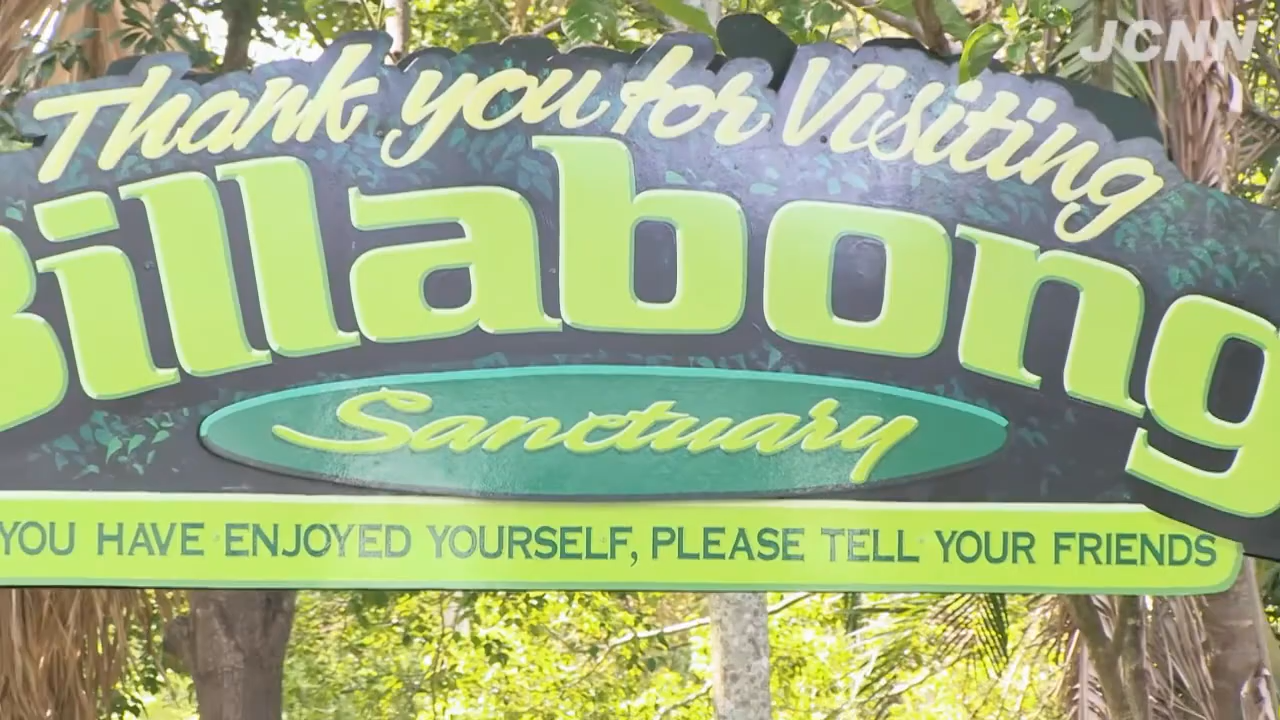 JCNN
Thank you for Visiting
Billabong
Sanctuary
YOU HAVE ENJOYED YOURSELF, PLEASE TELL YOUR FRIENDS